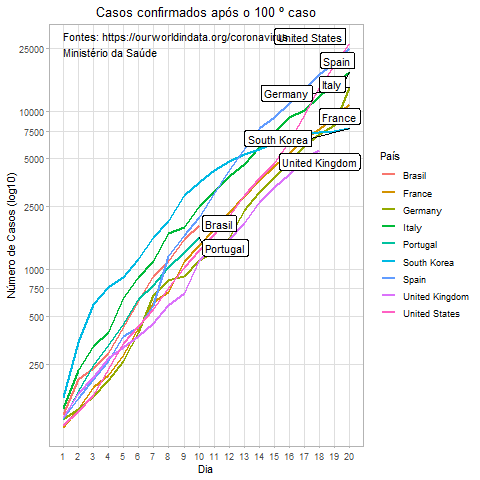 Casos confirmados após o 100 º caso
Fontes: https://ourworldindata.org/coronavirus
Ministério da Saúde
United States
Spain
Italy
Germany
France
South Korea
United Kingdom
Brasil
Portugal
25000
10000
7500
5000
2500
1000
750
500
250
Número de Casos (log10)
1 2 3 4 5 6 7 8 9 10 11 12 13 14 15 16 17 18 19 20
Dia
País
Brasil
France
Germany
Italy
Portugal
South Korea
Spain
United Kingdom
United States